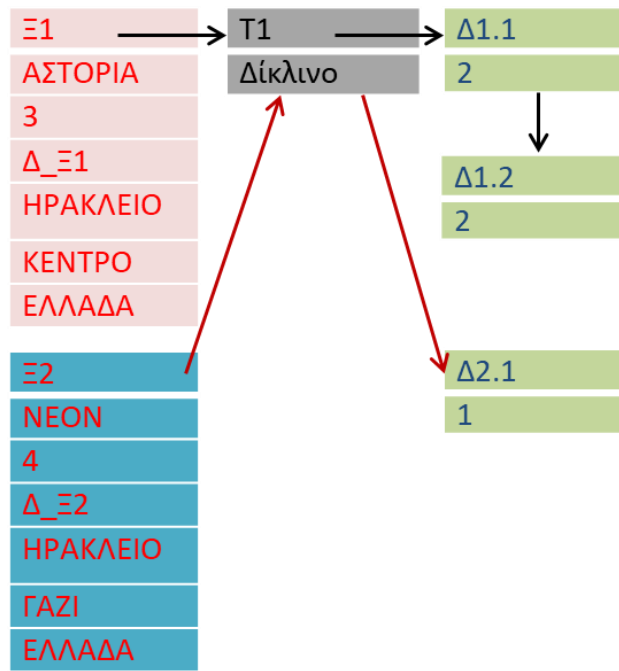 Ξ1
ΑΣΤΟΡΙΑ
3
Δ_Ξ1
ΗΡΑΚΛΕΙΟ
ΚΕΝΤΡΟ
ΕΛΛΑΔΑ
Τ1
Δίκλινο
Δ1.1
2
Δ1.2
2
Ξ2
ΝΕΟΝ
4
Δ_Ξ2
ΗΡΑΚΛΕΙΟ
ΓΑΖΙ
ΕΛΛΑΔΑ
Δ2.1
1